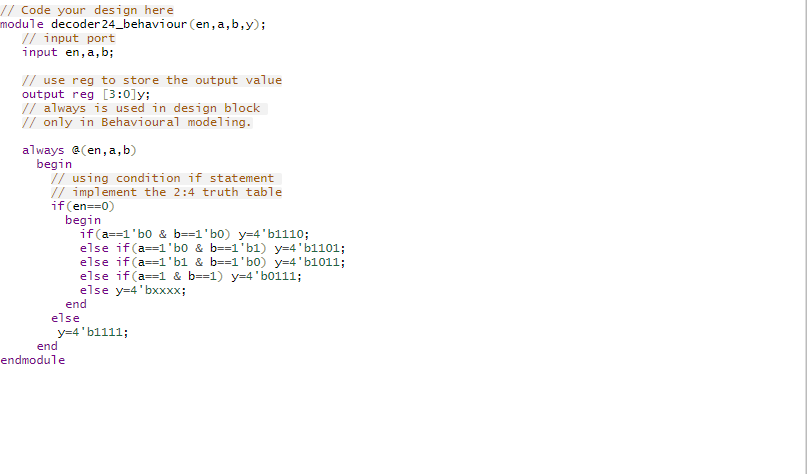 // Code your design here
module decoder24_behaviour(en,a,b,y);
// input port
input en,a,b;
// use reg to store the output value
output reg [3:0]y;
// always is used in design block
// only in Behavioural modeling.
always @(en,a,b)
begin
// using condition if statement
// implement the 2:4 truth table
if(en==0)
begin
if(a==1'b0 & b==1'b0) y=4'b1110;
else if(a==1'b0 & b==1'b1) y=4'b1101;
else if(a==1'b1 & b==1'b0) y=4'b1011;
else if(a==1 & b==1) y=4'b0111;
else y=4'bxxxx;
end
else
y=4'b1111;
end
endmodule